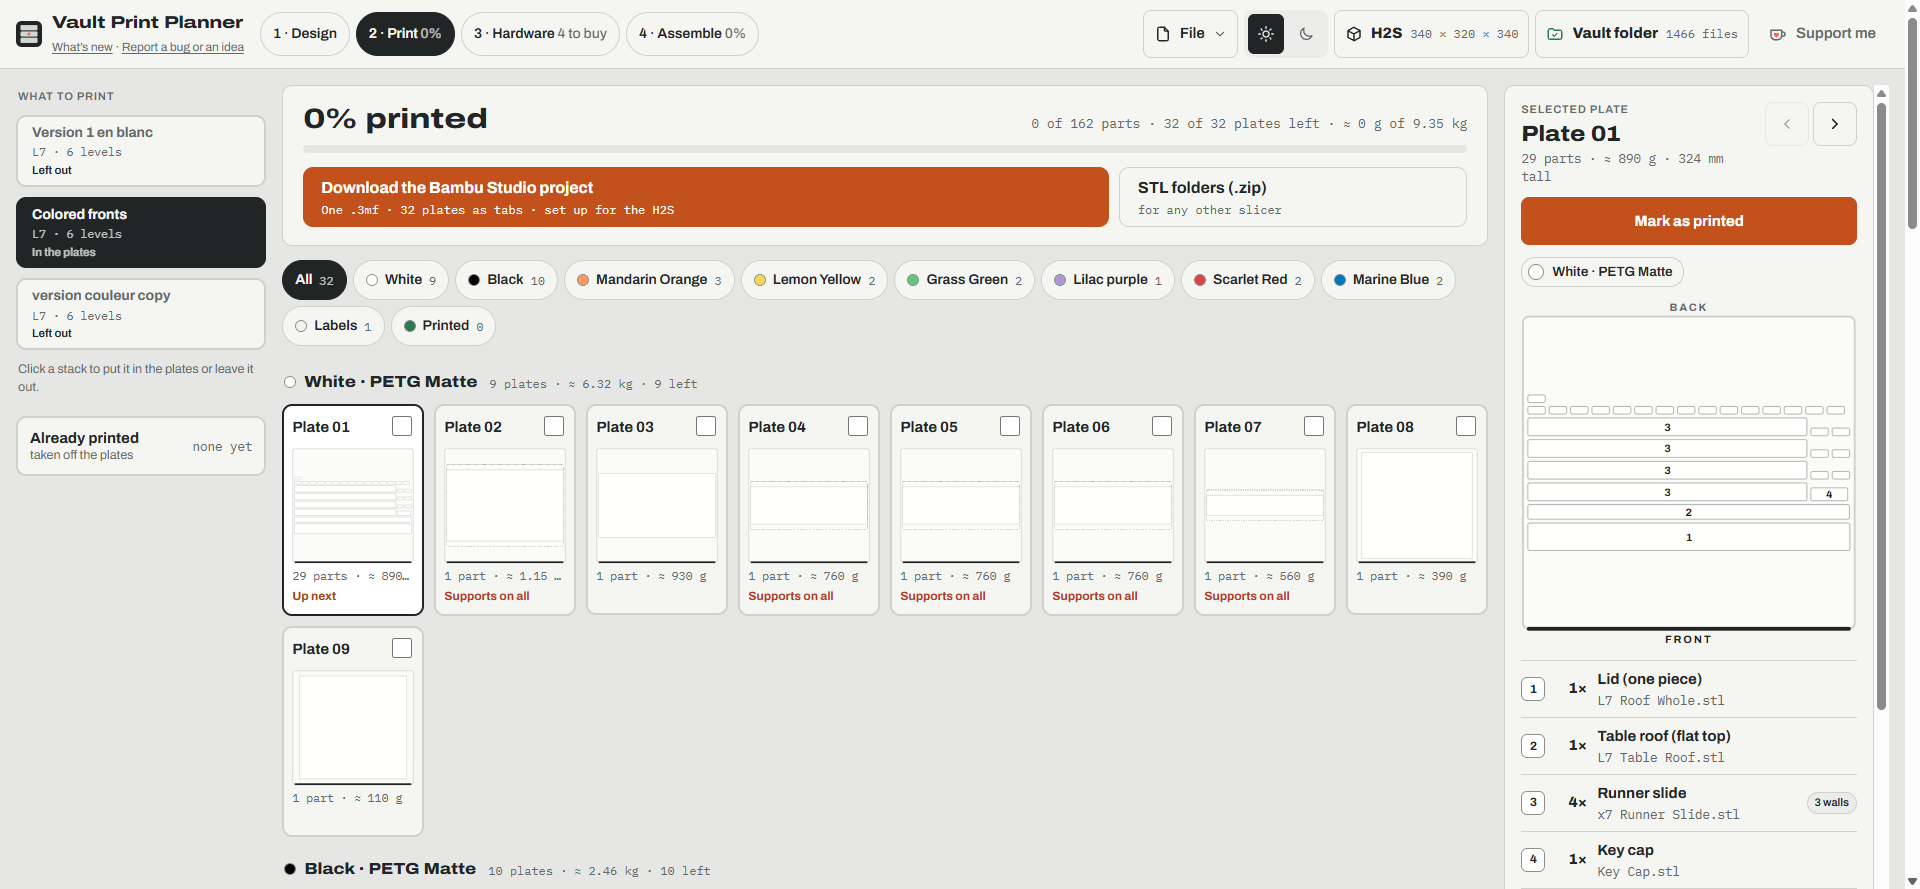 Vault Print Planner
What's new · Report a bug or an idea
1 · Design
2 · Print 0%
3 · Hardware 4 to buy
4 · Assemble 0%
File
H2S 340 × 320 × 340
Vault folder 1466 files
Support me
WHAT TO PRINT
Version 1 en blanc
L7 · 6 levels
Left out
Colored fronts
L7 · 6 levels
In the plates
version couleur copy
L7 · 6 levels
Left out
Click a stack to put it in the plates or leave it
out.
Already printed
taken off the plates
none yet
0% printed
0 of 162 parts · 32 of 32 plates left · ≈ 0 g of 9.35 kg
Download the Bambu Studio project
One .3mf · 32 plates as tabs · set up for the H2S
STL folders (.zip)
for any other slicer
All 32
White 9
Black 10
Mandarin Orange 3
Lemon Yellow 2
Grass Green 2
Lilac purple 1
Scarlet Red 2
Marine Blue 2
Labels 1
Printed 0
White · PETG Matte 9 plates · ≈ 6.32 kg · 9 left
Plate 01
29 parts · ≈ 890…
Up next
Plate 02
1 part · ≈ 1.15 …
Supports on all
Plate 03
1 part · ≈ 930 g
Plate 04
1 part · ≈ 760 g
Supports on all
Plate 05
1 part · ≈ 760 g
Supports on all
Plate 06
1 part · ≈ 760 g
Supports on all
Plate 07
1 part · ≈ 560 g
Supports on all
Plate 08
1 part · ≈ 390 g
Plate 09
1 part · ≈ 110 g
Black · PETG Matte 10 plates · ≈ 2.46 kg · 10 left
SELECTED PLATE
Plate 01
29 parts · ≈ 890 g · 324 mm
tall
Mark as printed
White · PETG Matte
BACK
3
3
3
3
4
2
1
FRONT
1 1× Lid (one piece)
L7 Roof Whole.stl
2 1× Table roof (flat top)
L7 Table Roof.stl
3 4× Runner slide
x7 Runner Slide.stl
3 walls
4 1× Key cap
Key Cap.stl